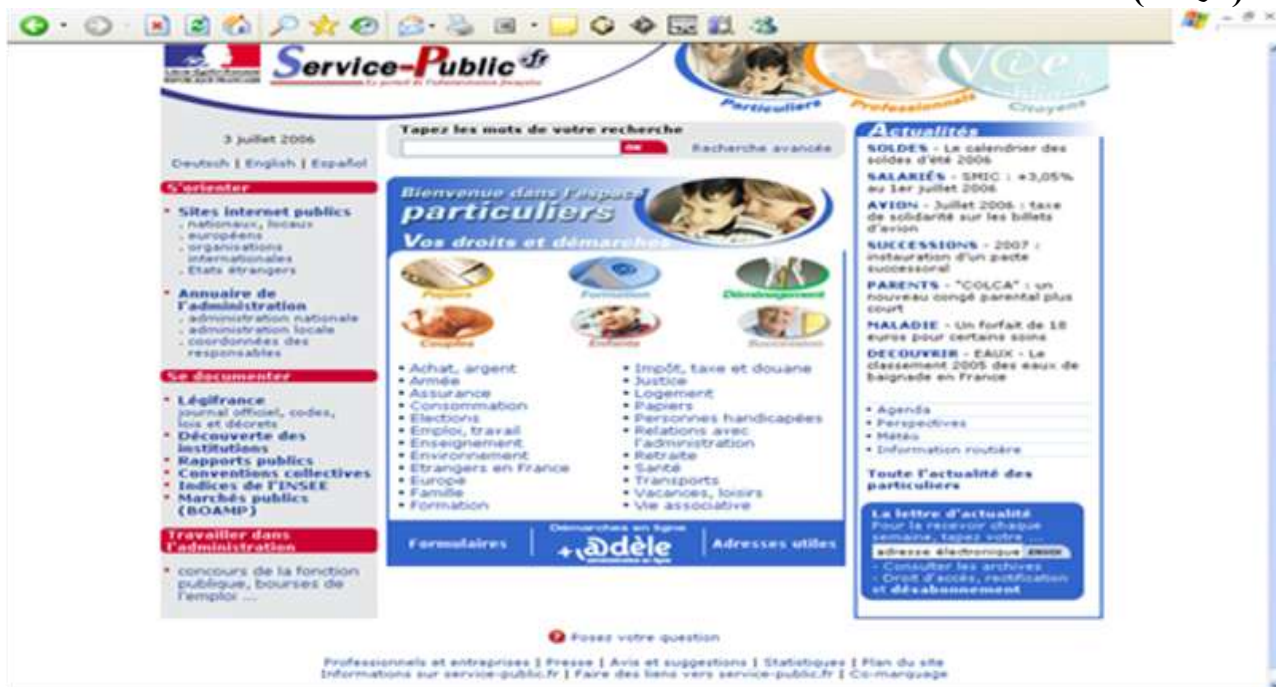 Service-Public.fr
Le portail de l'administration française
Particuliers
Professionnels
Citoyens
3 juillet 2006
Deutsch | English | Español
S'orienter
• Sites internet publics
. nationaux, locaux
. européens
. organisations
internationales
. Etats étrangers
• Annuaire de
l'administration
. administration nationale
. administration locale
. coordonnées des
responsables
Se documenter
• Légifrance
journal officiel, codes,
lois et décrets
• Découverte des
institutions
• Rapports publics
• Conventions collectives
• Indices de l'INSEE
• Marchés publics
(BOAMP)
Travailler dans
l'administration
• concours de la fonction
publique, bourses de
l'emploi ...
Tapez les mots de votre recherche
OK
Recherche avancée
Bienvenue dans l'espace
particuliers
Vos droits et démarches
Papiers
Formation
Déménagement
Couples
Enfants
Succession
• Achat, argent
• Armée
• Assurance
• Consommation
• Elections
• Emploi, travail
• Enseignement
• Environnement
• Etrangers en France
• Europe
• Famille
• Formation
• Impôt, taxe et douane
• Justice
• Logement
• Papiers
• Personnes handicapées
• Relations avec
l'administration
• Retraite
• Santé
• Transports
• Vacances, loisirs
• Vie associative
Formulaires
Démarches en ligne
adèle
Adresses utiles
Actualités
SOLDES - Le calendrier des
soldes d'été 2006
SALARIÉS - SMIC : +3,05%
au 1er juillet 2006
AVION - Juillet 2006 : taxe
de solidarité sur les billets
d'avion
SUCCESSIONS - 2007 :
instauration d'un pacte
successoral
PARENTS - "COLCA" : un
nouveau congé parental plus
court
MALADIE - Un forfait de 18
euros pour certains soins
DECOUVRIR - EAUX - Le
classement 2005 des eaux de
baignade en France
• Agenda
• Perspectives
• Météo
• Information routière
Toute l'actualité des
particuliers
La lettre d'actualité
Pour la recevoir chaque
semaine, tapez votre ...
adresse électronique ENVOI
- Consulter les archives
- Droit d'accès, rectification
et désabonnement
Posez votre question
Professionnels et entreprises | Presse | Avis et suggestions | Statistiques | Plan du site
Informations sur service-public.fr | Faire des liens vers service-public.fr | Co-marquage